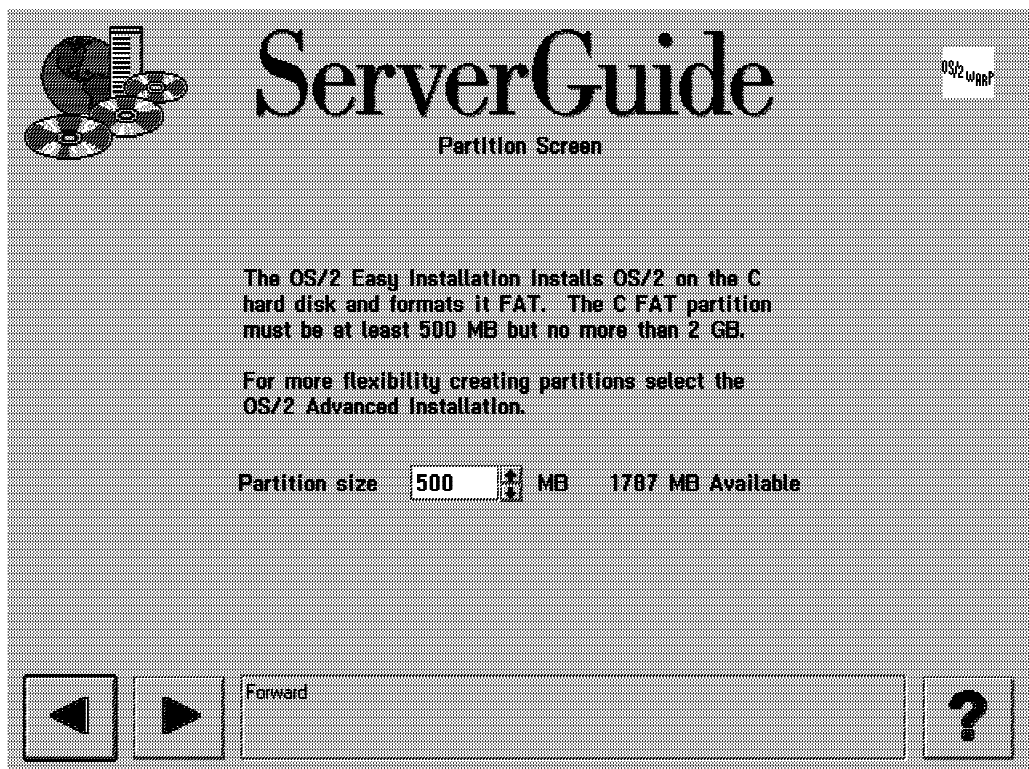 ServerGuide
OS/2 WARP
Partition Screen
The OS/2 Easy Installation installs OS/2 on the C
hard disk and formats it FAT. The C FAT partition
must be at least 500 MB but no more than 2 GB.
For more flexibility creating partitions select the
OS/2 Advanced Installation.
Partition size 500 MB 1787 MB Available
Forward
?